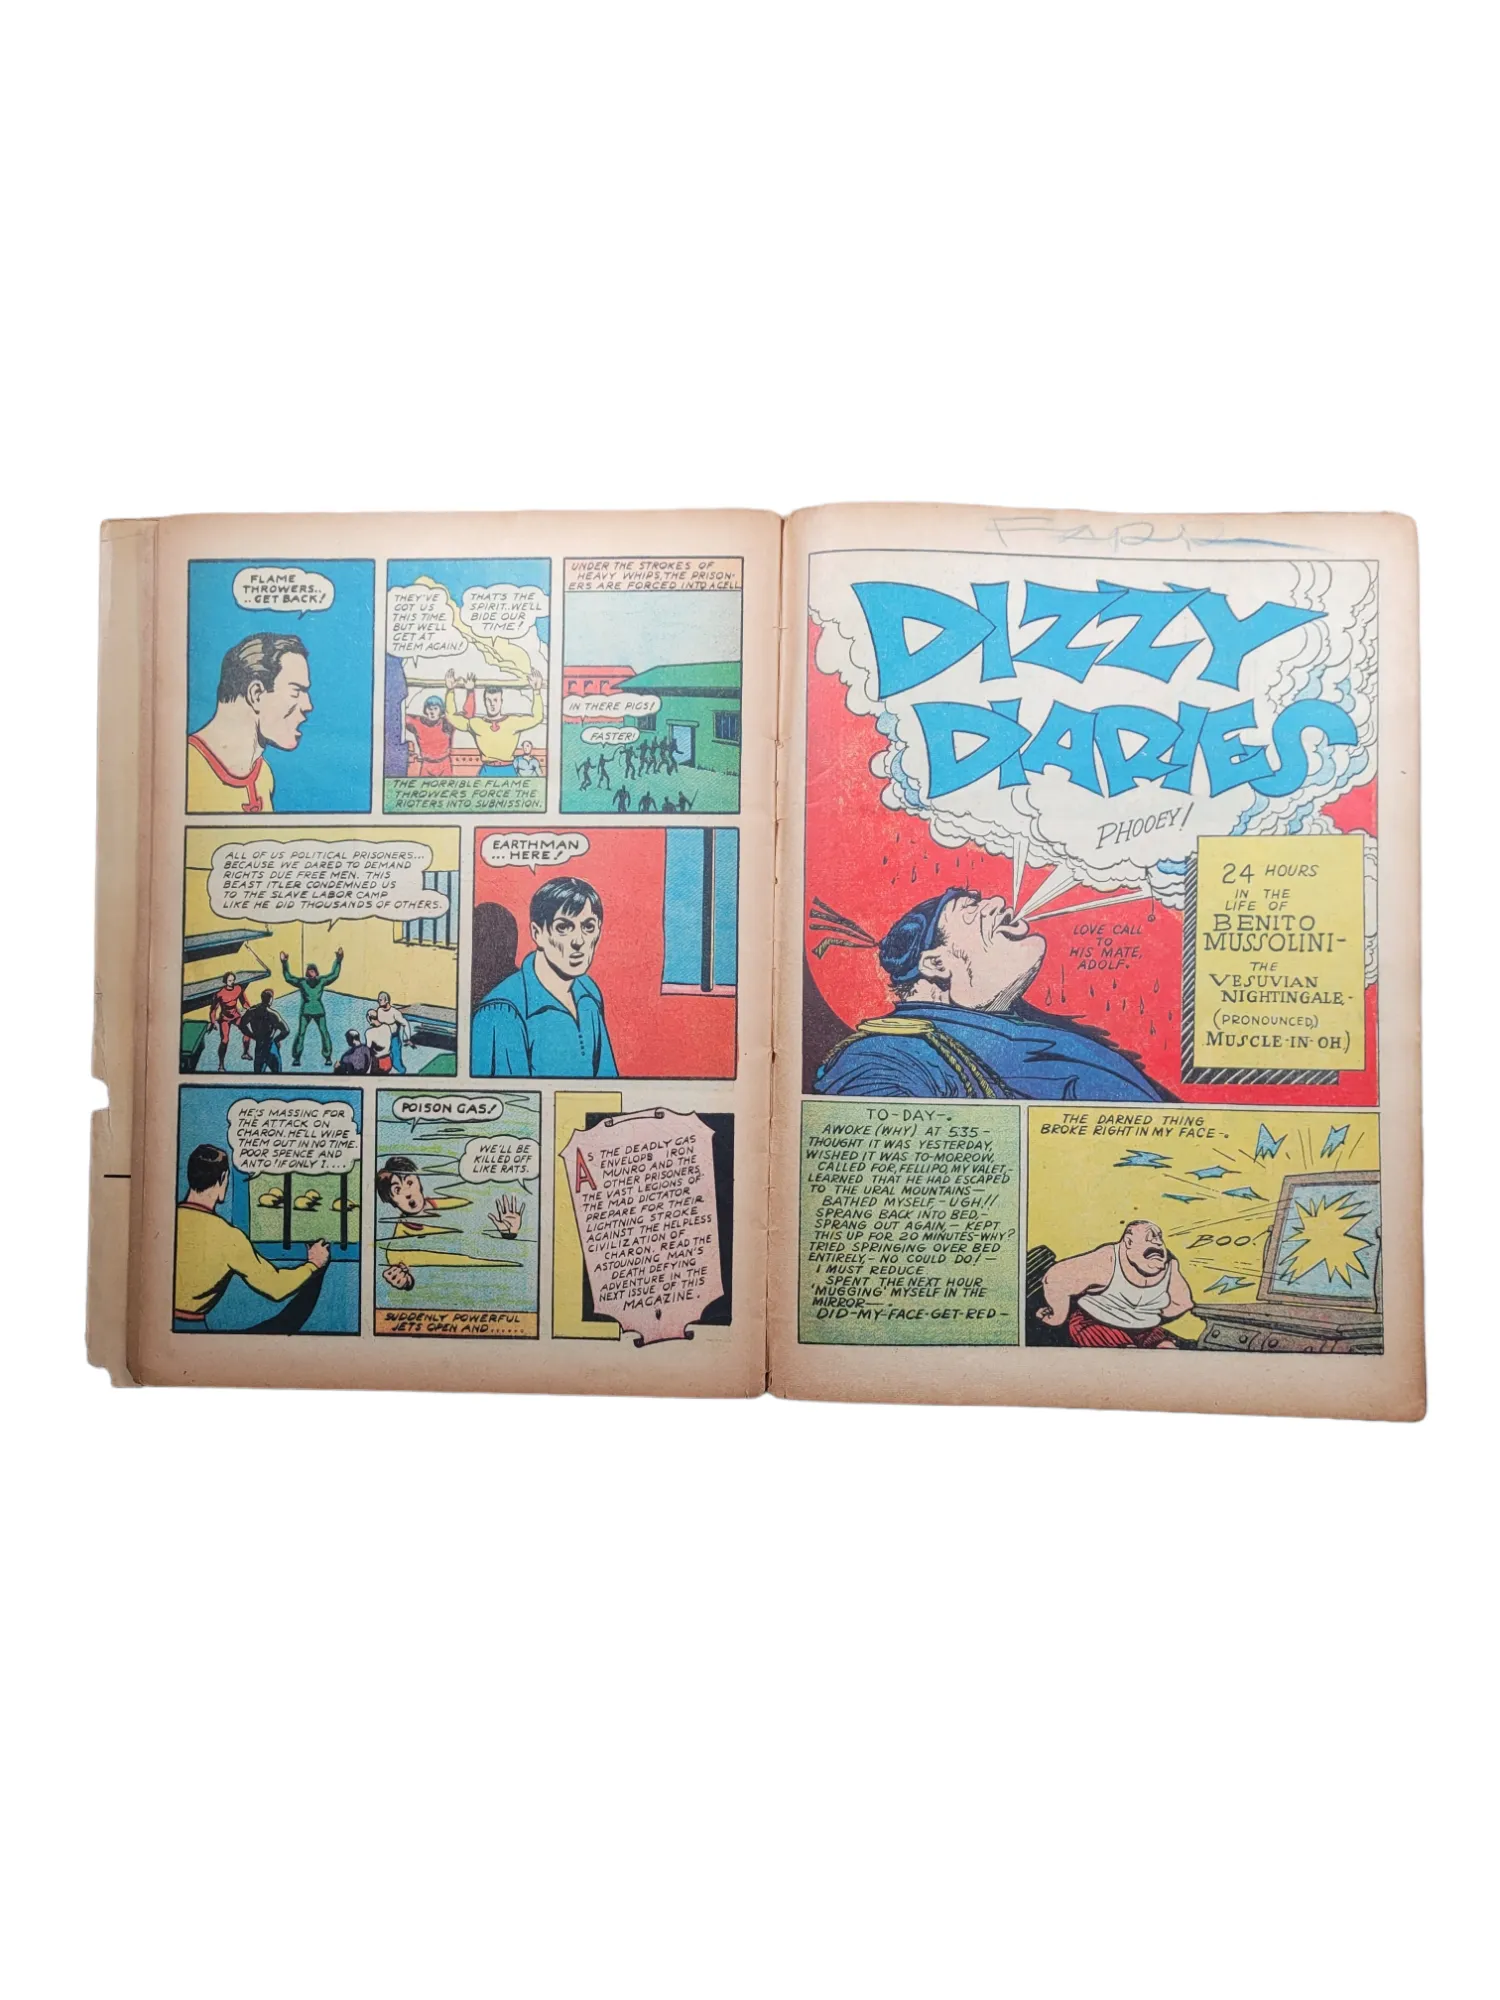 FLAME
THROWERS..
..GET BACK!
THEY'VE
GOT US
THIS TIME
BUT WE'LL
GET AT
THEM AGAIN!
THAT'S THE
SPIRIT..WE'LL
BIDE OUR
TIME!
THE HORRIBLE FLAME
THROWERS FORCE THE
RIOTERS INTO SUBMISSION.
UNDER THE STROKES OF
HEAVY WHIPS, THE PRISON-
ERS ARE FORCED INTO A CELL
IN THERE PIGS!
FASTER!
ALL OF US POLITICAL PRISONERS...
BECAUSE WE DARED TO DEMAND
RIGHTS DUE FREE MEN. THIS
BEAST ITLER CONDEMNED US
TO THE SLAVE LABOR CAMP
LIKE HE DID THOUSANDS OF OTHERS.
EARTHMAN
...HERE!
HE'S MASSING FOR
THE ATTACK ON
CHARON. HE'LL WIPE
THEM OUT IN NO TIME.
POOR SPENCE AND
ANTO! IF ONLY I....
POISON GAS!
WE'LL BE
KILLED OFF
LIKE RATS.
SUDDENLY POWERFUL
JETS OPEN AND......
AS THE DEADLY GAS
ENVELOPS IRON
MUNRO AND THE
OTHER PRISONERS
THE VAST LEGIONS OF
THE MAD DICTATOR
PREPARE FOR THEIR
LIGHTNING STROKE
AGAINST THE HELPLESS
CIVILIZATION OF
CHARON. READ THE
ASTOUNDING MAN'S
DEATH DEFYING
ADVENTURE IN THE
NEXT ISSUE OF THIS
MAGAZINE.
DIZZY
DIARIES
PHOOEY!
LOVE CALL
TO
HIS MATE,
ADOLF.
24 HOURS
IN THE
LIFE OF
BENITO
MUSSOLINI-
THE
VESUVIAN
NIGHTINGALE-
(PRONOUNCED,)
MUSCLE-IN-OH.)
TO-DAY-.
AWOKE (WHY) AT 5:35-
THOUGHT IT WAS YESTERDAY,
WISHED IT WAS TO-MORROW,
CALLED FOR, FELLIPO, MY VALET,-
LEARNED THAT HE HAD ESCAPED
TO THE URAL MOUNTAINS-
BATHED MYSELF-UGH!!
SPRANG BACK INTO BED,-
SPRANG OUT AGAIN,-KEPT
THIS UP FOR 20 MINUTES-WHY?
TRIED SPRINGING OVER BED
ENTIRELY,-NO COULD DO!-
I MUST REDUCE
SPENT THE NEXT HOUR
'MUGGING' MYSELF IN THE
MIRROR-.
DID-MY-FACE-GET-RED-
THE DARNED THING
BROKE RIGHT IN MY FACE-.
BOO!